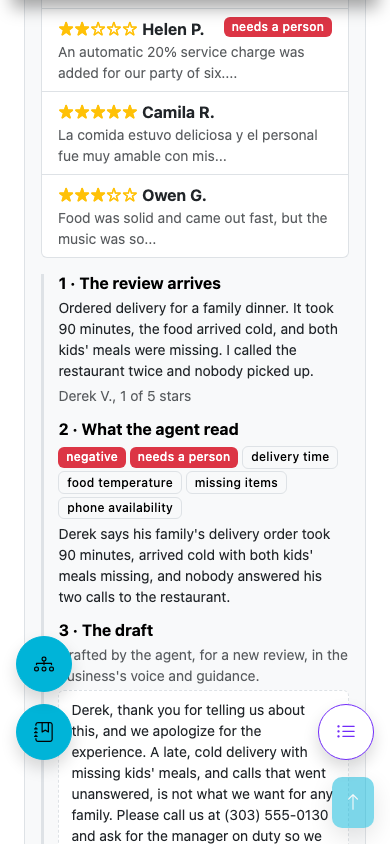 Helen P. needs a person
An automatic 20% service charge was
added for our party of six....
Camila R.
La comida estuvo deliciosa y el personal
fue muy amable con mis...
Owen G.
Food was solid and came out fast, but the
music was so...
1 · The review arrives
Ordered delivery for a family dinner. It took
90 minutes, the food arrived cold, and both
kids' meals were missing. I called the
restaurant twice and nobody picked up.
Derek V., 1 of 5 stars
2 · What the agent read
negative needs a person delivery time
food temperature missing items
phone availability
Derek says his family's delivery order took
90 minutes, arrived cold with both kids'
meals missing, and nobody answered his
two calls to the restaurant.
3 · The draft
by the agent, for a new review, in the
voice and guidance.
Derek, thank you for telling us about
this, and we apologize for the
experience. A late, cold delivery with
missing kids' meals, and calls that went
unanswered, is not what we want for any
family. Please call us at (303) 555-0130
and ask for the manager on duty so we